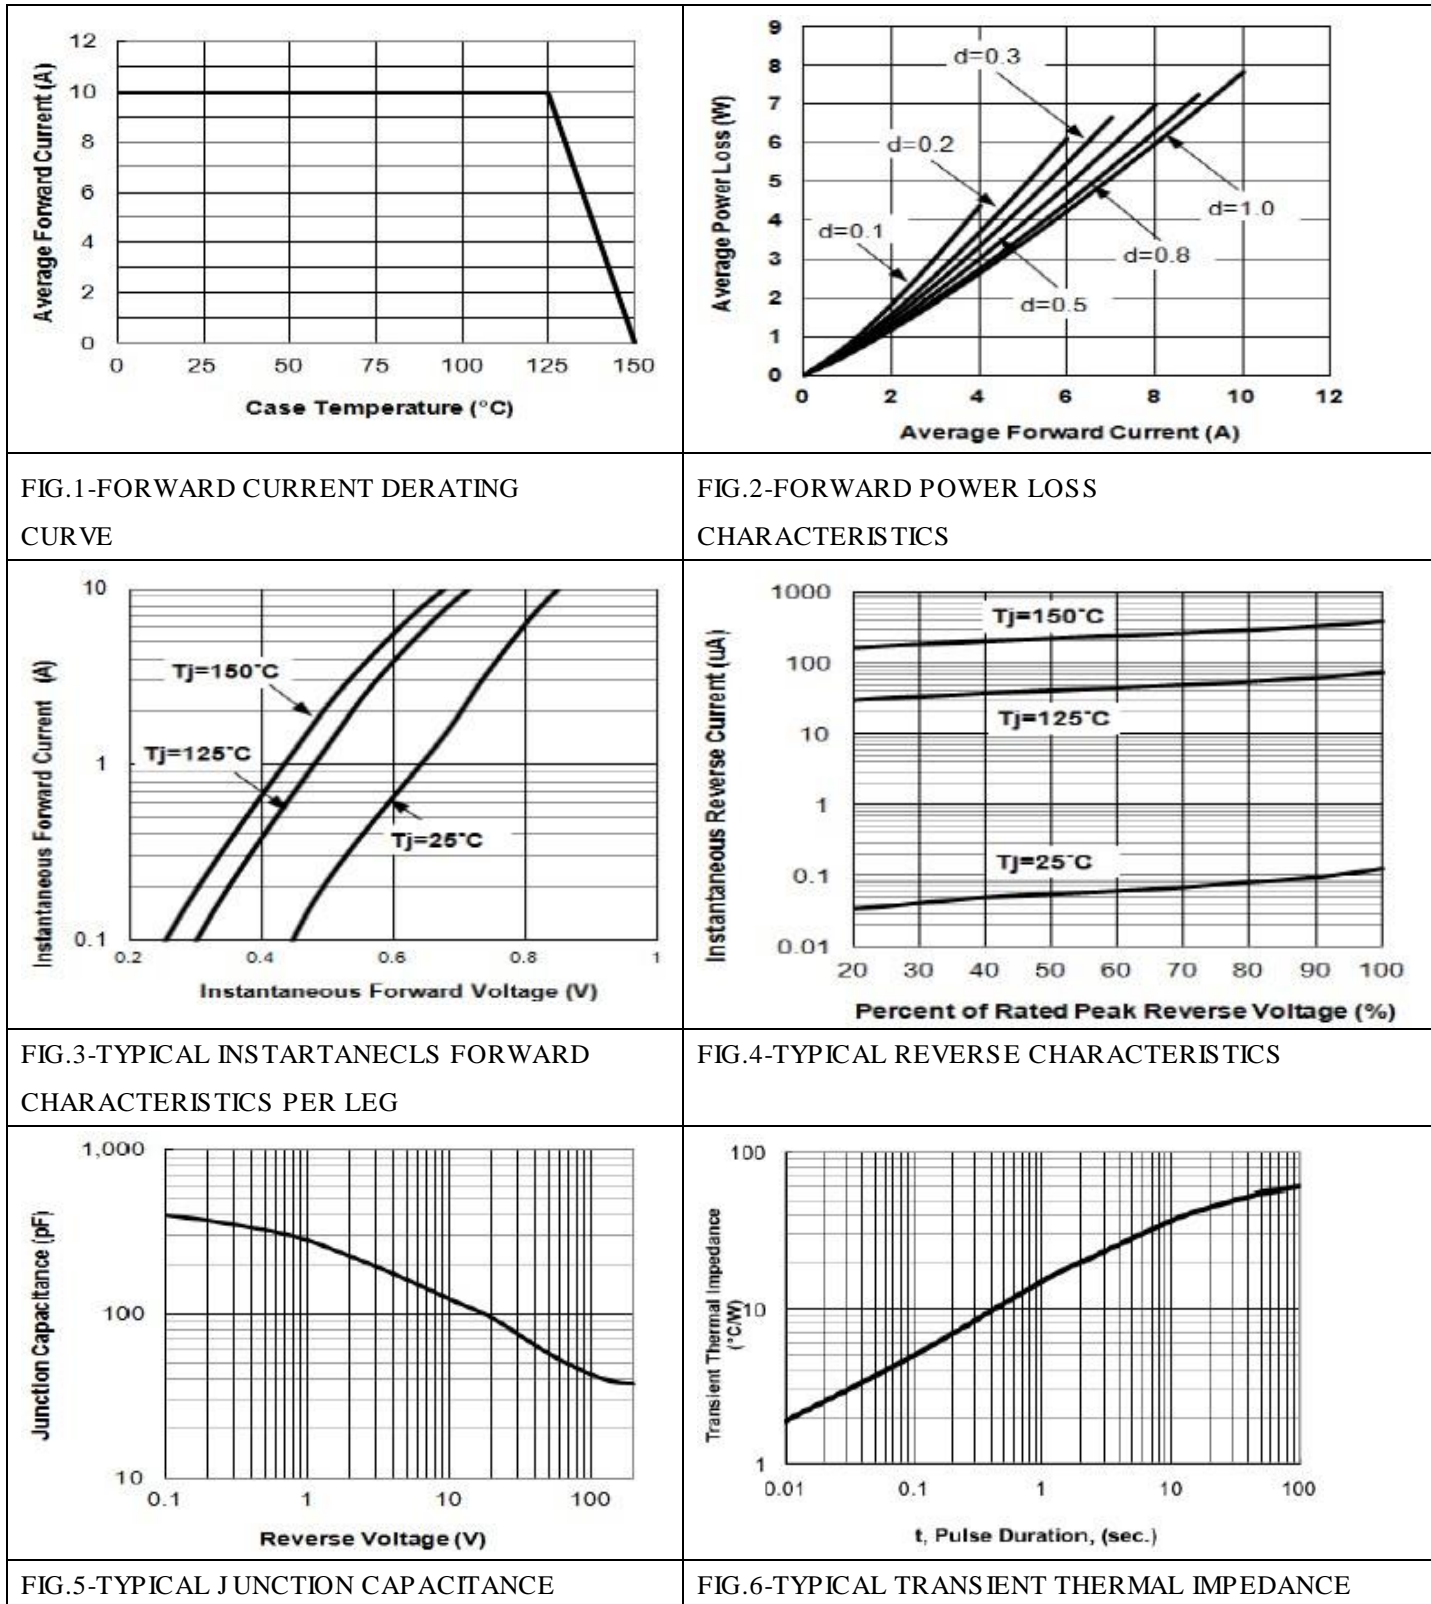 12
10
8
6
4
2
0
0 25 50 75 100 125 150
Average Forward Current (A)
Case Temperature (°C)
9
8
7
6
5
4
3
2
1
0
0 2 4 6 8 10 12
d=0.3
d=0.2
d=0.1
d=1.0
d=0.8
d=0.5
Average Power Loss (W)
Average Forward Current (A)
FIG.1-FORWARD CURRENT DERATING
CURVE
FIG.2-FORWARD POWER LOSS
CHARACTERISTICS
10
1
0.1
0.2 0.4 0.6 0.8 1
Tj=150°C
Tj=125°C
Tj=25°C
Instantaneous Forward Current (A)
Instantaneous Forward Voltage (V)
1000
100
10
1
0.1
0.01
20 30 40 50 60 70 80 90 100
Tj=150°C
Tj=125°C
Tj=25°C
Instantaneous Reverse Current (uA)
Percent of Rated Peak Reverse Voltage (%)
FIG.3-TYPICAL INSTARTANECLS FORWARD
CHARACTERISTICS PER LEG
FIG.4-TYPICAL REVERSE CHARACTERISTICS
1,000
100
10
0.1 1 10 100
Junction Capacitance (pF)
Reverse Voltage (V)
100
10
1
0.01 0.1 1 10 100
Transient Thermal Impedance
(°C/W)
t, Pulse Duration, (sec.)
FIG.5-TYPICAL JUNCTION CAPACITANCE
FIG.6-TYPICAL TRANSIENT THERMAL IMPEDANCE